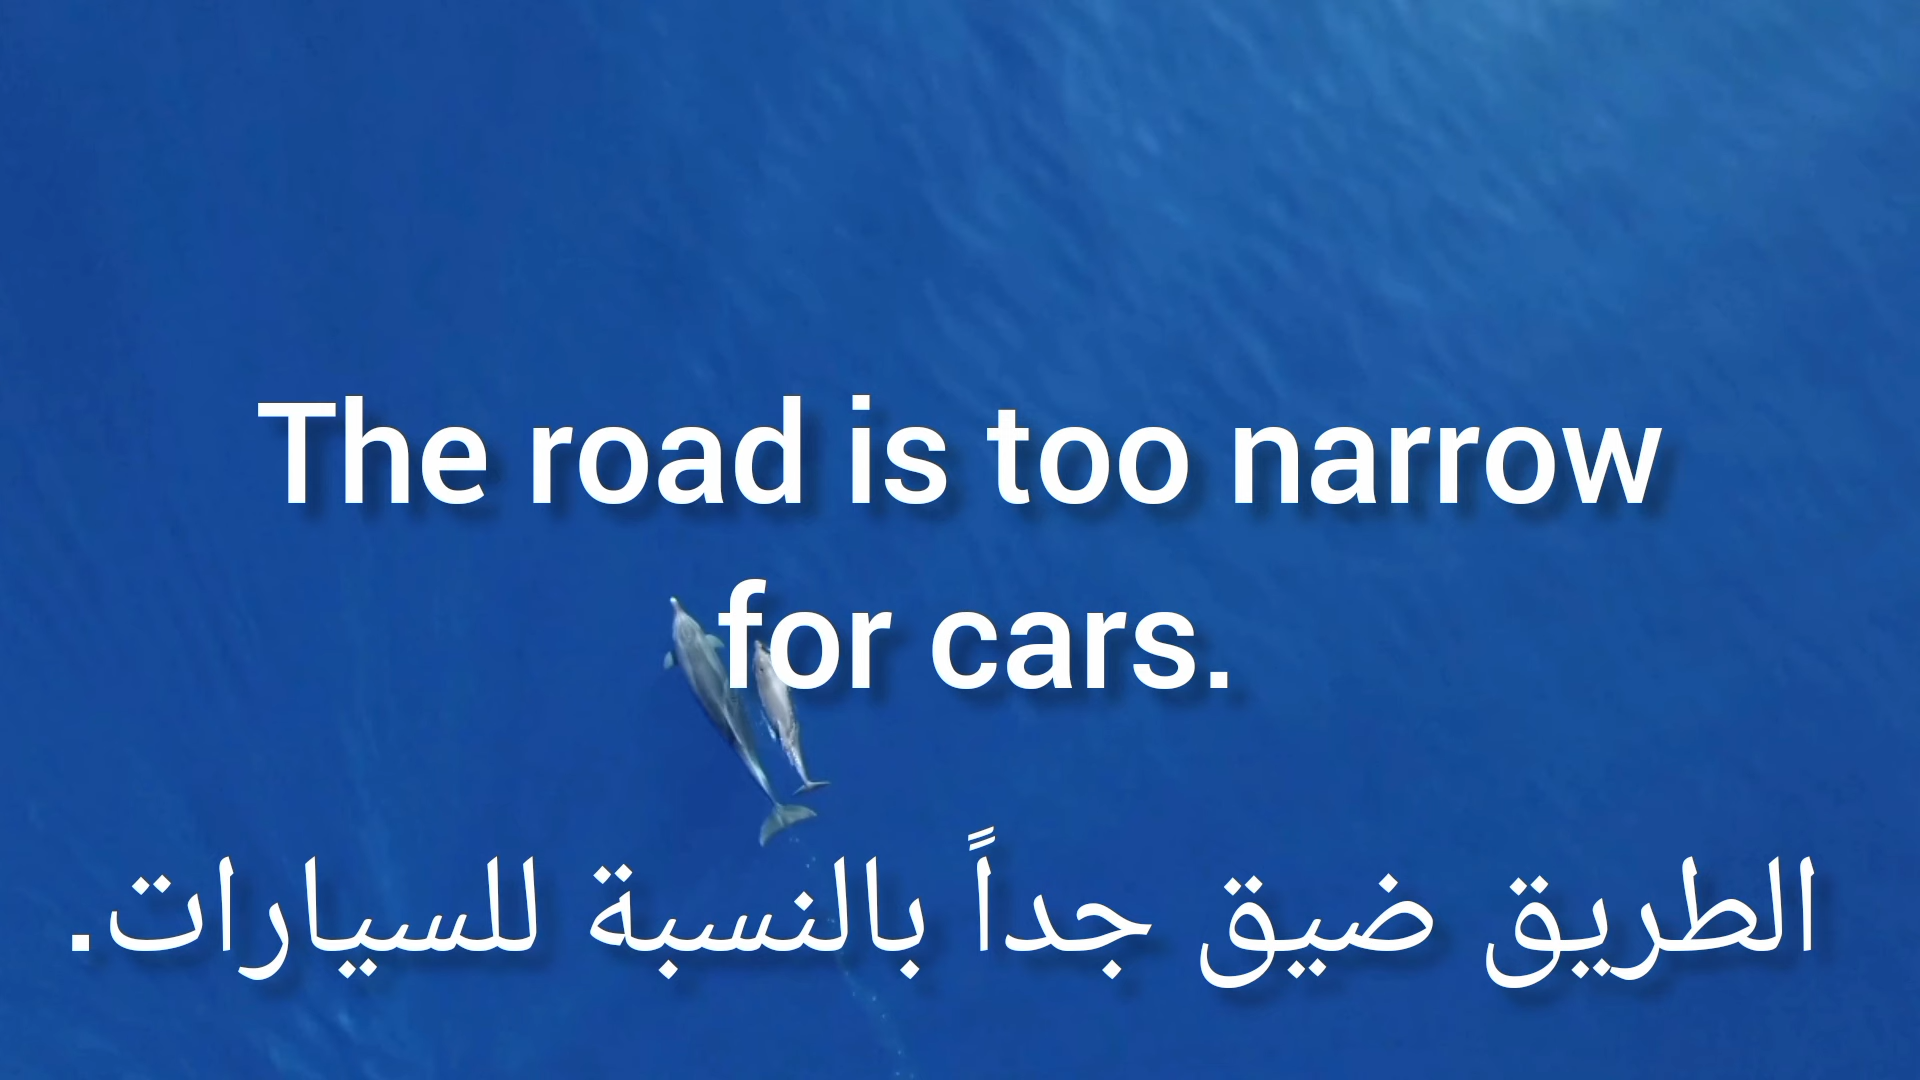 The road is too narrow
for cars.
الطريق ضيق جداً بالنسبة للسيارات.